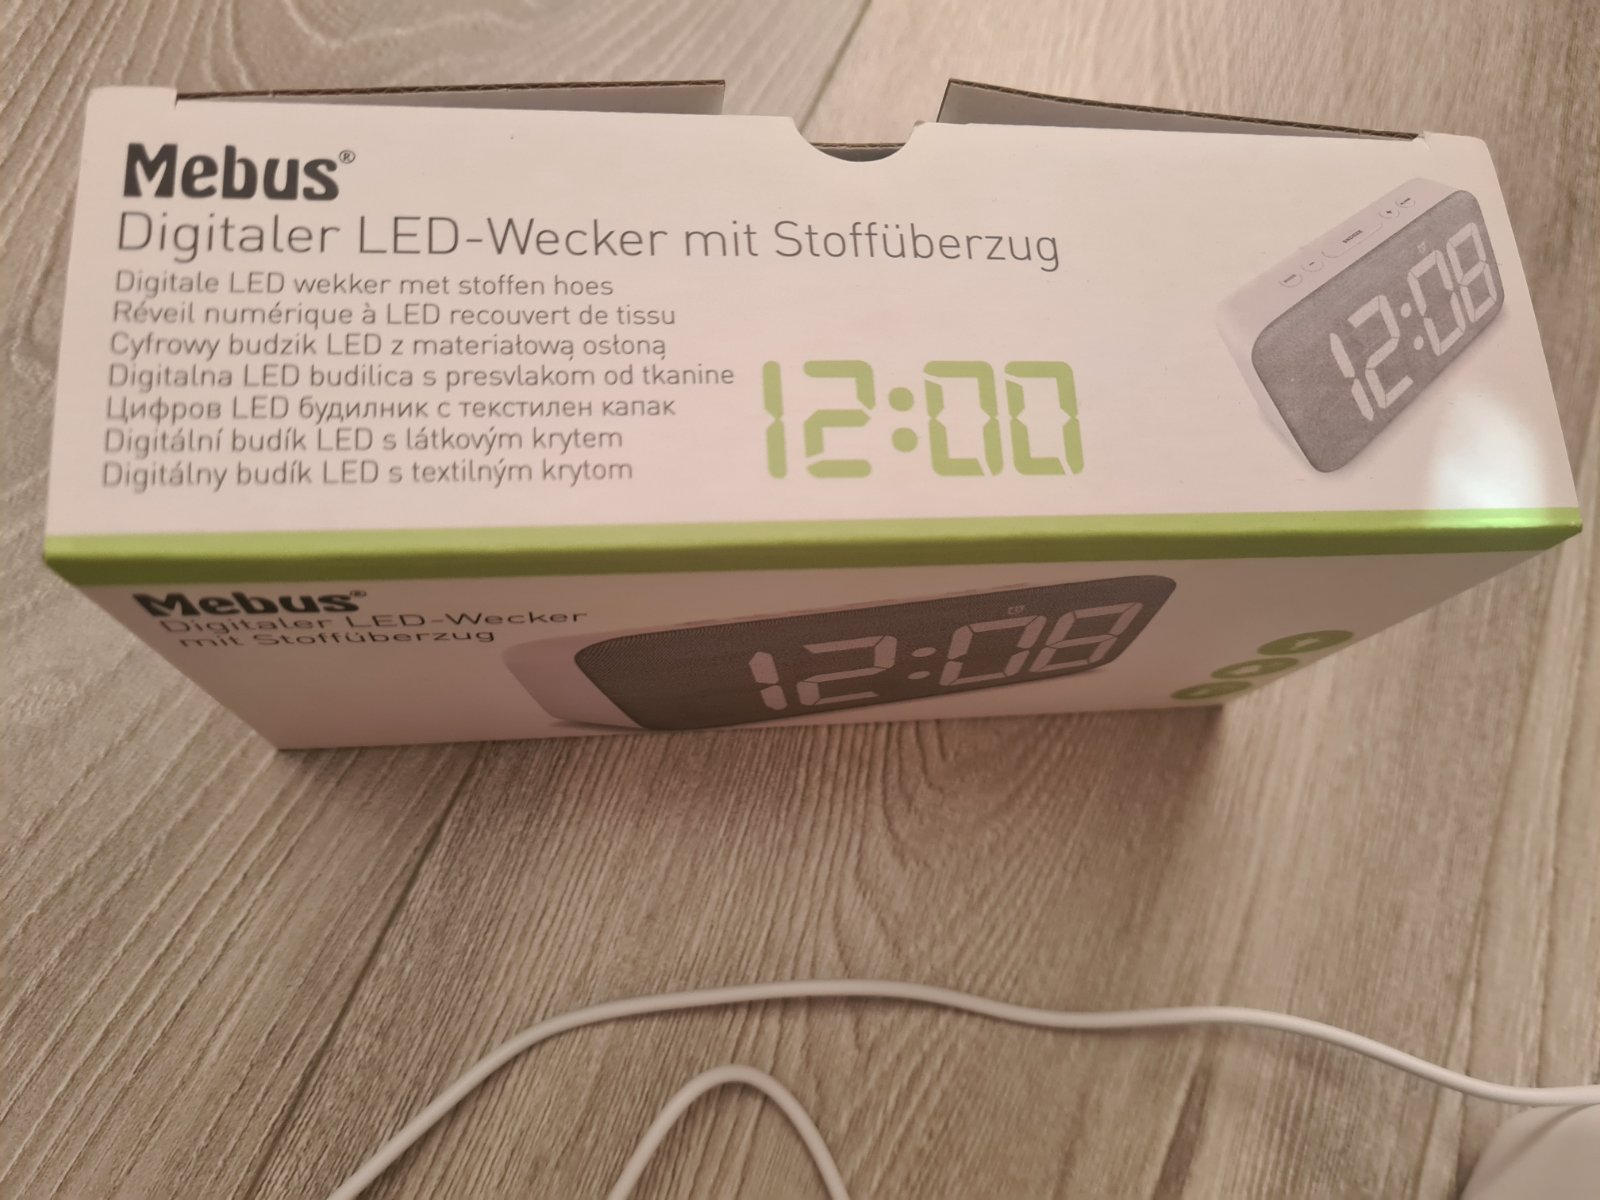 Mebus®
Digitaler LED-Wecker mit Stoffüberzug
Digitale LED wekker met stoffen hoes
Réveil numérique à LED recouvert de tissu
Cyfrowy budzik LED z materiałową osłoną
Digitalna LED budilica s presvlakom od tkanine
Цифров LED будилник с текстилен капак
Digitální budík LED s látkovým krytem
Digitálny budík LED s textilným krytom
12:00
12:08
Mebus®
Digitaler LED-Wecker
mit Stoffüberzug
12:08